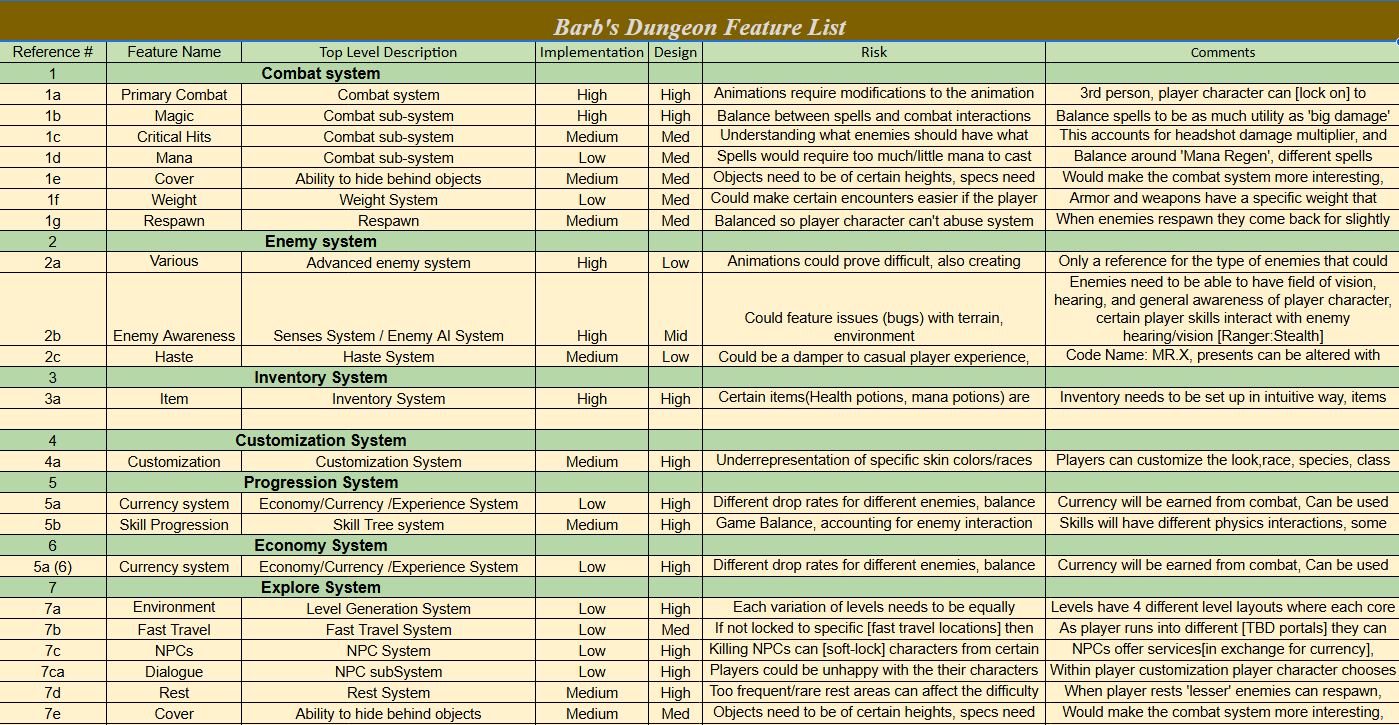 Barb's Dungeon Feature List
Reference # Feature Name Top Level Description Implementation Design Risk Comments
1 Combat system
1a Primary Combat Combat system High High Animations require modifications to the animation 3rd person, player character can [lock on] to
1b Magic Combat sub-system High High Balance between spells and combat interactions Balance spells to be as much utility as 'big damage'
1c Critical Hits Combat sub-system Medium Med Understanding what enemies should have what This accounts for headshot damage multiplier, and
1d Mana Combat sub-system Low Med Spells would require too much/little mana to cast Balance around 'Mana Regen', different spells
1e Cover Ability to hide behind objects Medium Med Objects need to be of certain heights, specs need Would make the combat system more interesting,
1f Weight Weight System Low Med Could make certain encounters easier if the player Armor and weapons have a specific weight that
1g Respawn Respawn Medium Med Balanced so player character can't abuse system When enemies respawn they come back for slightly
2 Enemy system
2a Various Advanced enemy system High Low Animations could prove difficult, also creating Only a reference for the type of enemies that could
Enemies need to be able to have field of vision,
hearing, and general awareness of player character,
Could feature issues (bugs) with terrain, certain player skills interact with enemy
2b Enemy Awareness Senses System / Enemy AI System High Mid environment hearing/vision [Ranger:Stealth]
2c Haste Haste System Medium Low Could be a damper to casual player experience, Code Name: MR.X, presents can be altered with
3 Inventory System
3a Item Inventory System High High Certain items(Health potions, mana potions) are Inventory needs to be set up in intuitive way, items
4 Customization System
4a Customization Customization System Medium High Underrepresentation of specific skin colors/races Players can customize the look,race, species, class
5 Progression System
5a Currency system Economy/Currency /Experience System Low High Different drop rates for different enemies, balance Currency will be earned from combat, Can be used
5b Skill Progression Skill Tree system Medium High Game Balance, accounting for enemy interaction Skills will have different physics interactions, some
6 Economy System
5a (6) Currency system Economy/Currency /Experience System Low High Different drop rates for different enemies, balance Currency will be earned from combat, Can be used
7 Explore System
7a Environment Level Generation System Low High Each variation of levels needs to be equally Levels have 4 different level layouts where each core
7b Fast Travel Fast Travel System Low Med If not locked to specific [fast travel locations] then As player runs into different [TBD portals] they can
7c NPCs NPC System Low High Killing NPCs can [soft-lock] characters from certain NPCs offer services[in exchange for currency],
7ca Dialogue NPC subSystem Low High Players could be unhappy with the their characters Within player customization player character chooses
7d Rest Rest System Medium High Too frequent/rare rest areas can affect the difficulty When player rests 'lesser' enemies can respawn,
7e Cover Ability to hide behind objects Medium Med Objects need to be of certain heights, specs need Would make the combat system more interesting,